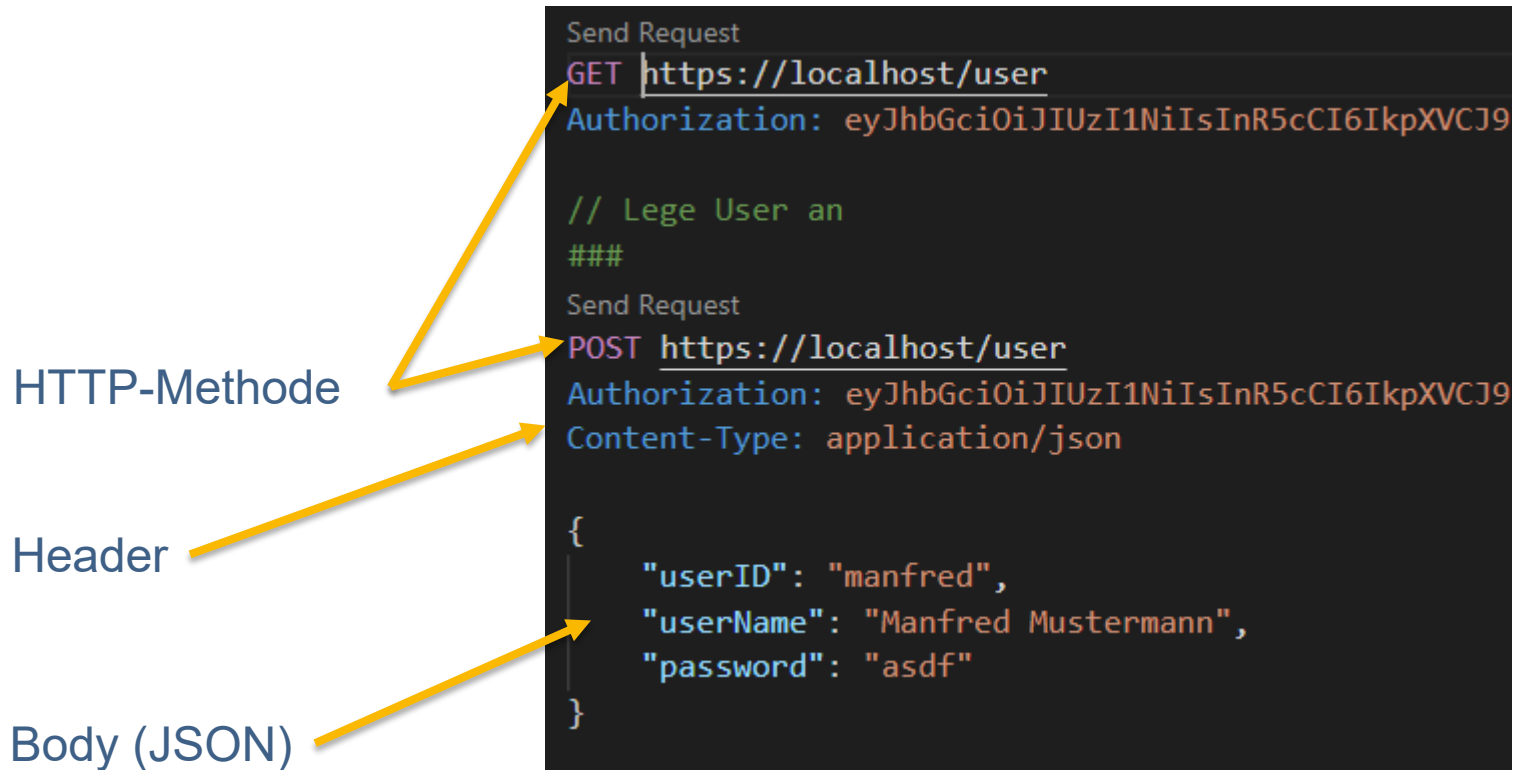 Send Request
GET https://localhost/user
Authorization: eyJhbGciOiJIUzI1NiIsInR5cCI6IkpXVCJ9
// Lege User an
###
Send Request
POST https://localhost/user
Authorization: eyJhbGciOiJIUzI1NiIsInR5cCI6IkpXVCJ9
Content-Type: application/json
{
"userID": "manfred",
"userName": "Manfred Mustermann",
"password": "asdf"
}
HTTP-Methode
Header
Body (JSON)